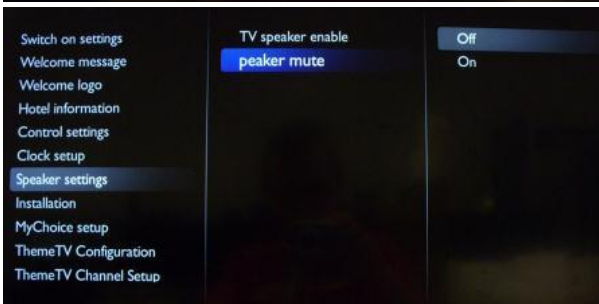 Switch on settings
Welcome message
Welcome logo
Hotel information
Control settings
Clock setup
Speaker settings
Installation
MyChoice setup
ThemeTV Configuration
ThemeTV Channel Setup
TV speaker enable
peaker mute
Off
On